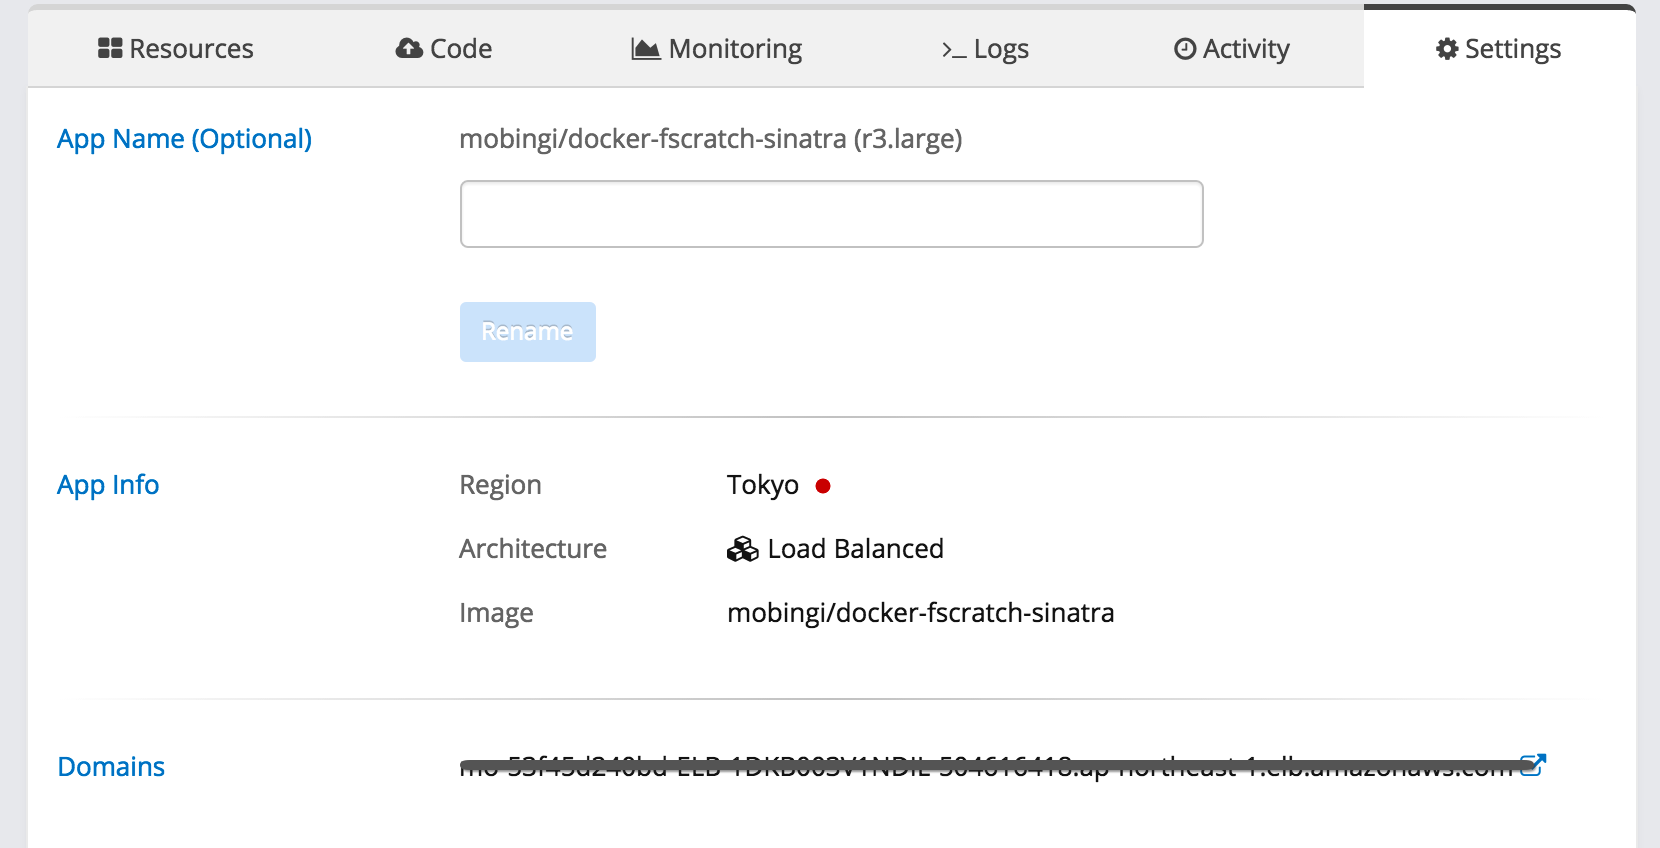 Resources Code Monitoring >_ Logs Activity Settings
App Name (Optional) mobingi/docker-fscratch-sinatra (r3.large)
Rename
App Info Region Tokyo
Architecture Load Balanced
Image mobingi/docker-fscratch-sinatra
Domains